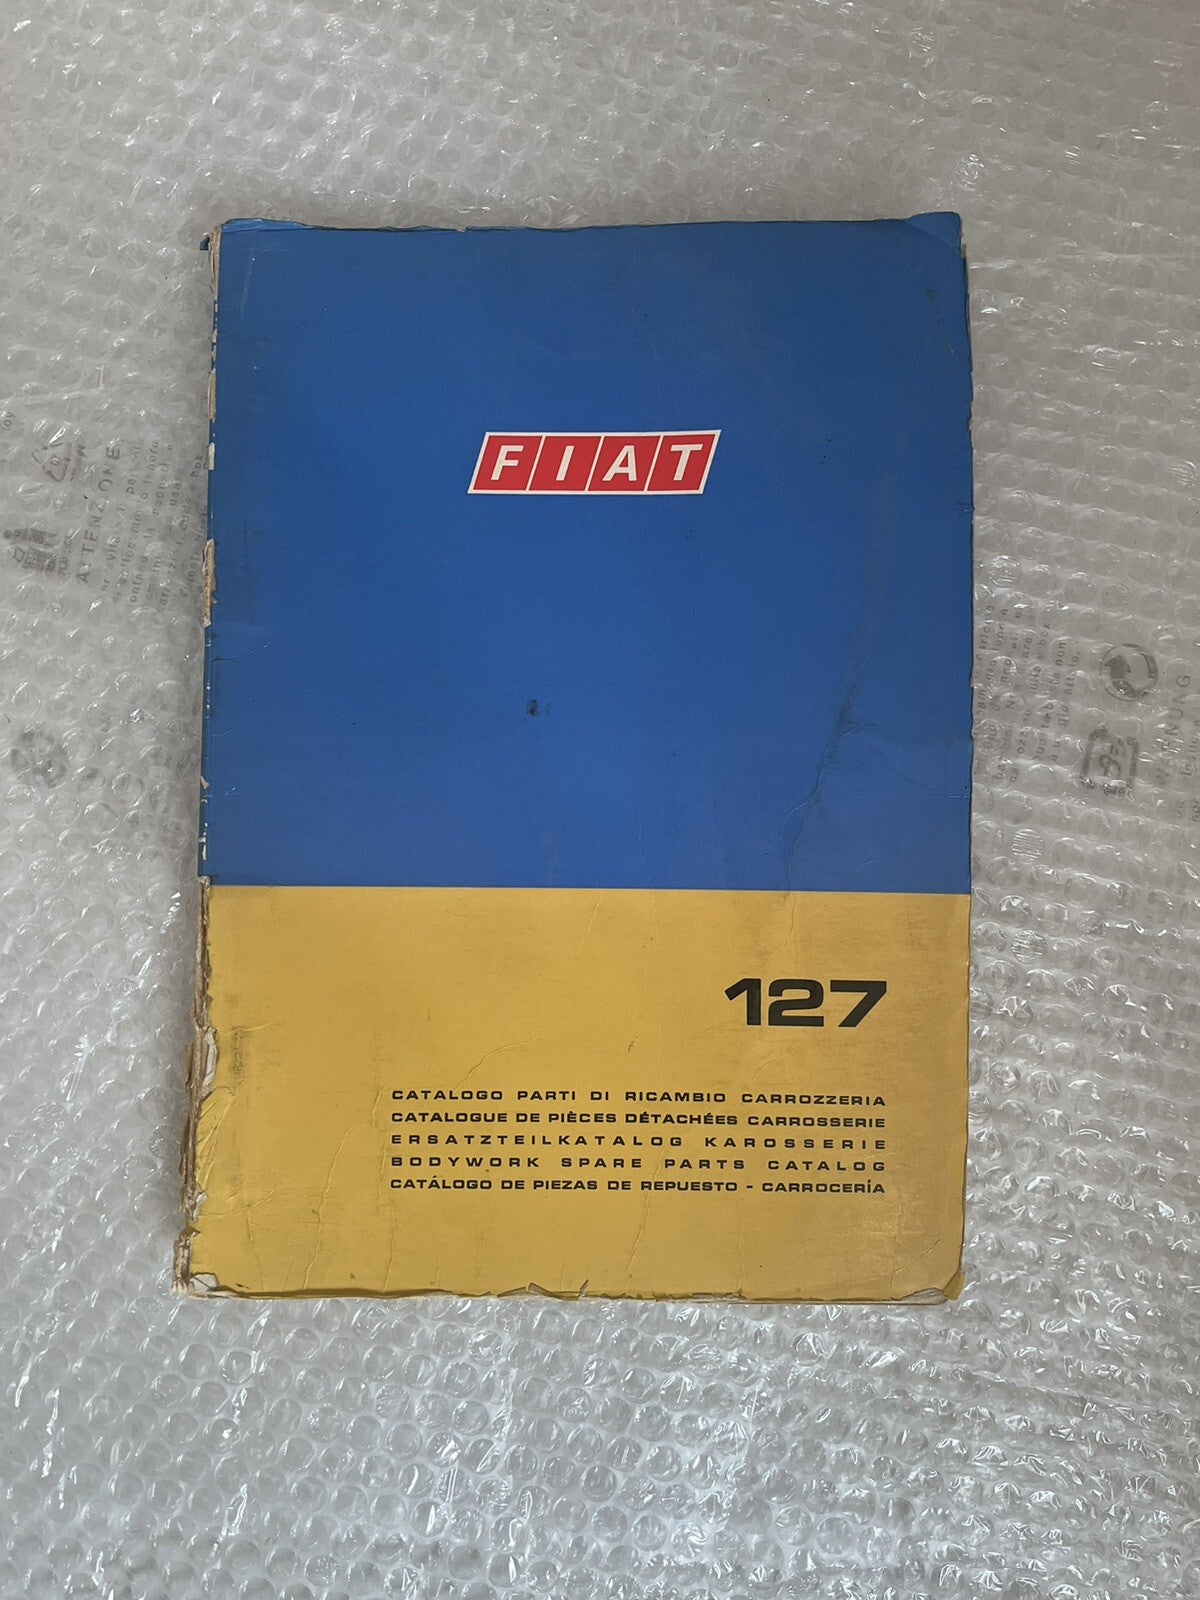 FIAT
127
CATALOGO PARTI DI RICAMBIO CARROZZERIA
CATALOGUE DE PIÈCES DÉTACHÉES CARROSSERIE
ERSATZTEILKATALOG KAROSSERIE
BODYWORK SPARE PARTS CATALOG
CATÁLOGO DE PIEZAS DE REPUESTO - CARROCERÍA
ATTENZIONE